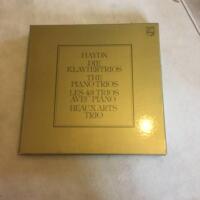 HAYDN
DIE
KLAVIERTRIOS
THE
PIANO TRIOS
LES 43 TRIOS
AVEC PIANO
BEAUX ARTS
TRIO